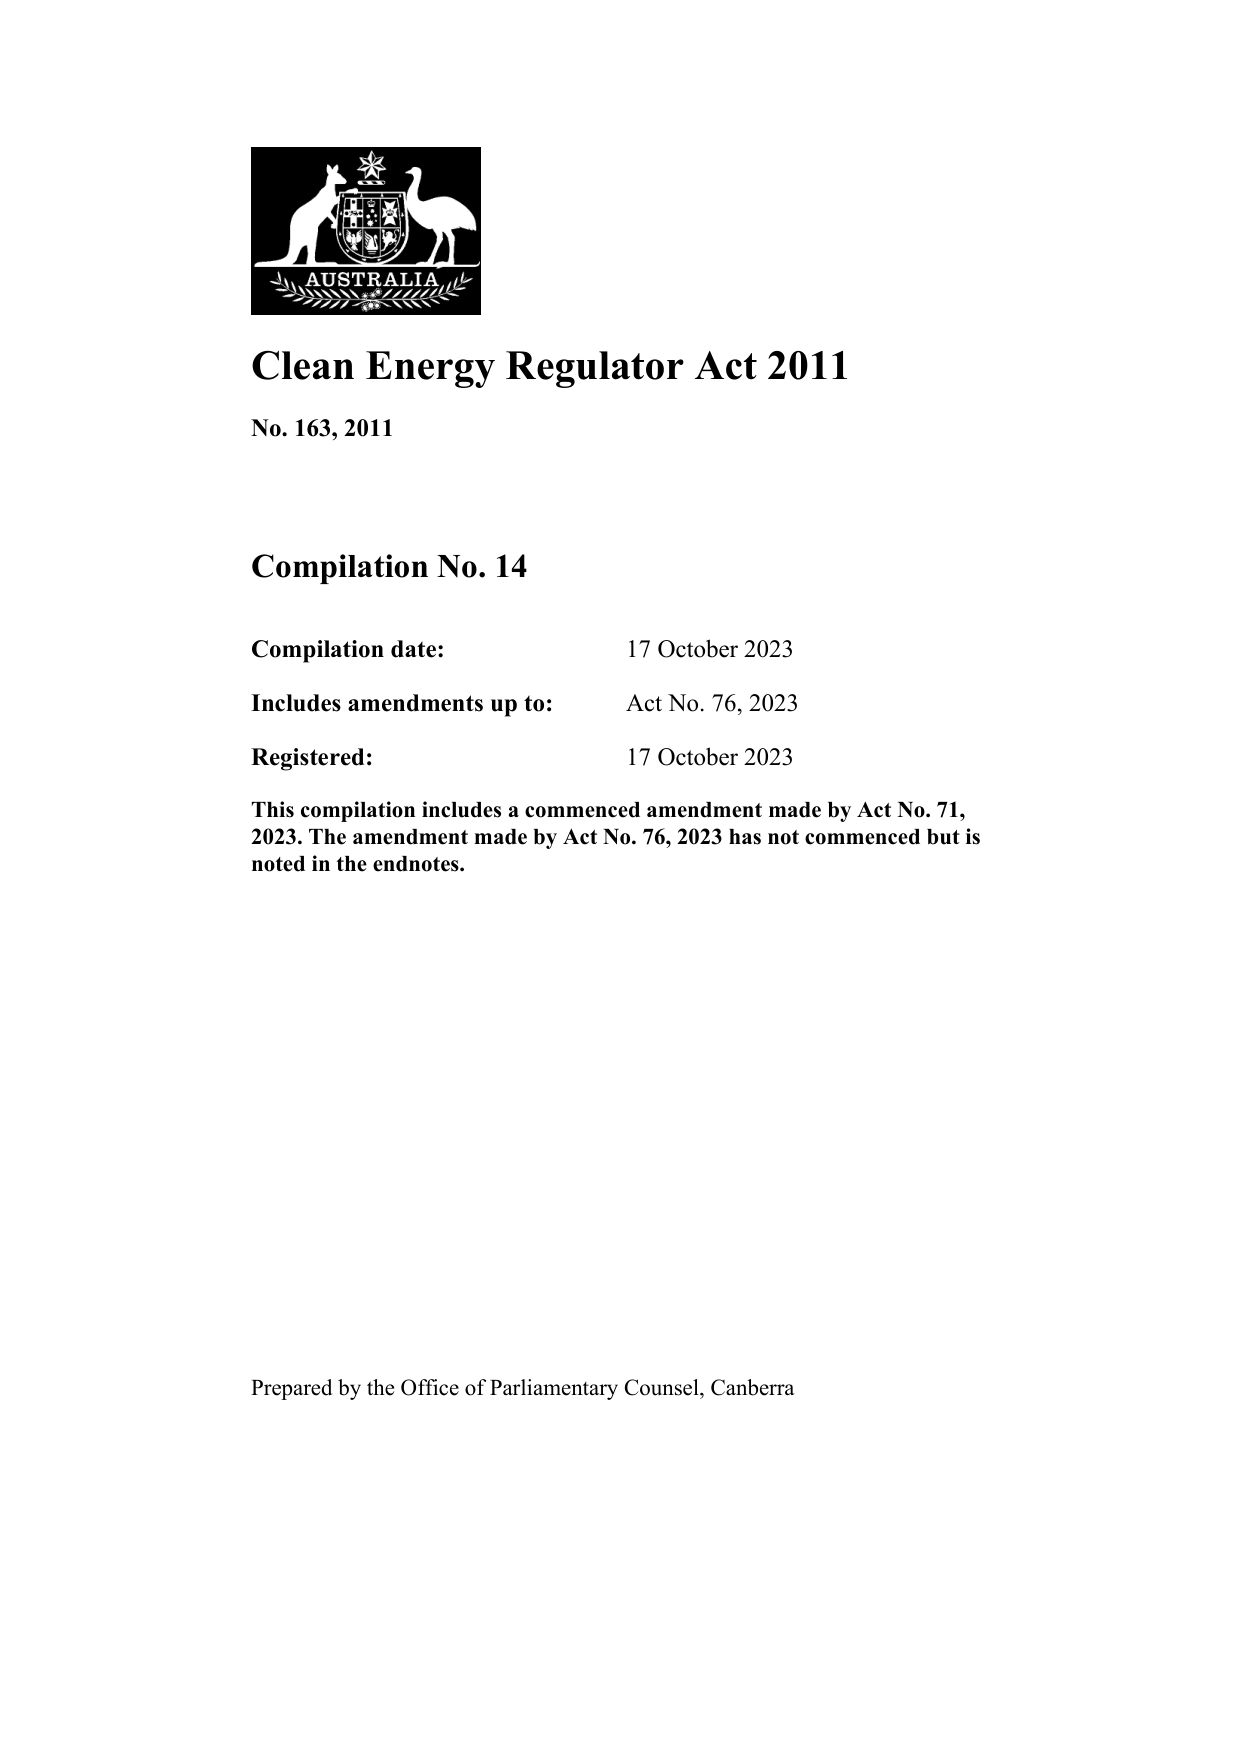 AUSTRALIA
Clean Energy Regulator Act 2011
No. 163, 2011
Compilation No. 14
Compilation date: 17 October 2023
Includes amendments up to: Act No. 76, 2023
Registered: 17 October 2023
This compilation includes a commenced amendment made by Act No. 71,
2023. The amendment made by Act No. 76, 2023 has not commenced but is
noted in the endnotes.
Prepared by the Office of Parliamentary Counsel, Canberra